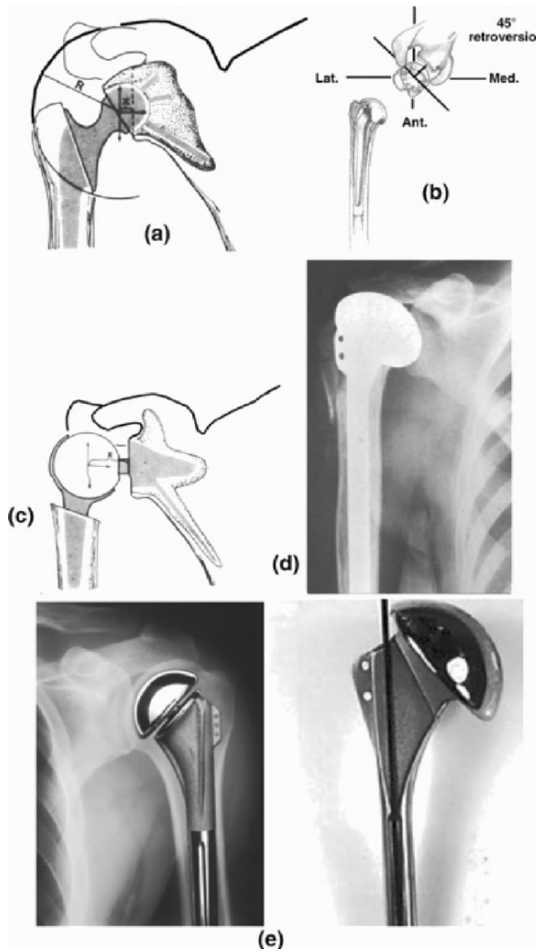 R
x
(a)
45°
retroversio
Lat.
Med.
Ant.
(b)
x
(c)
(d)
(e)